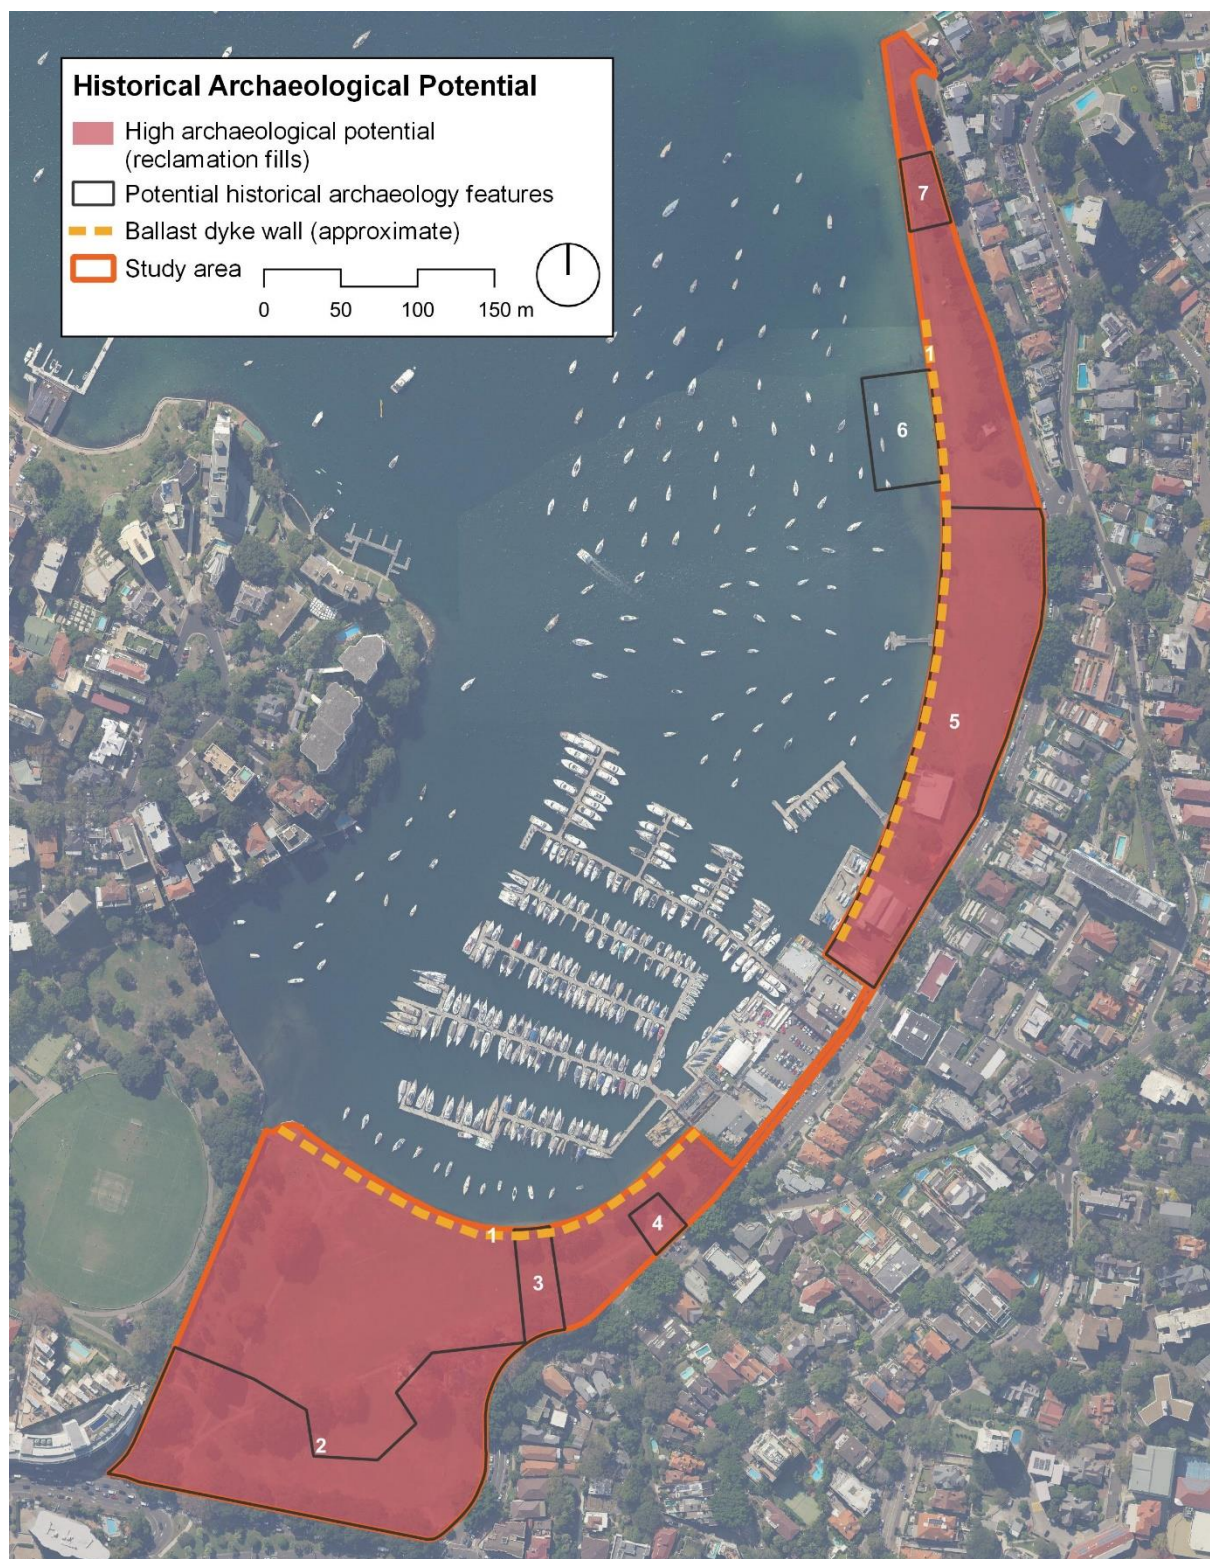 Historical Archaeological Potential
High archaeological potential
(reclamation fills)
Potential historical archaeology features
Ballast dyke wall (approximate)
Study area
0 50 100 150 m
7
1
6
5
4
1
3
2